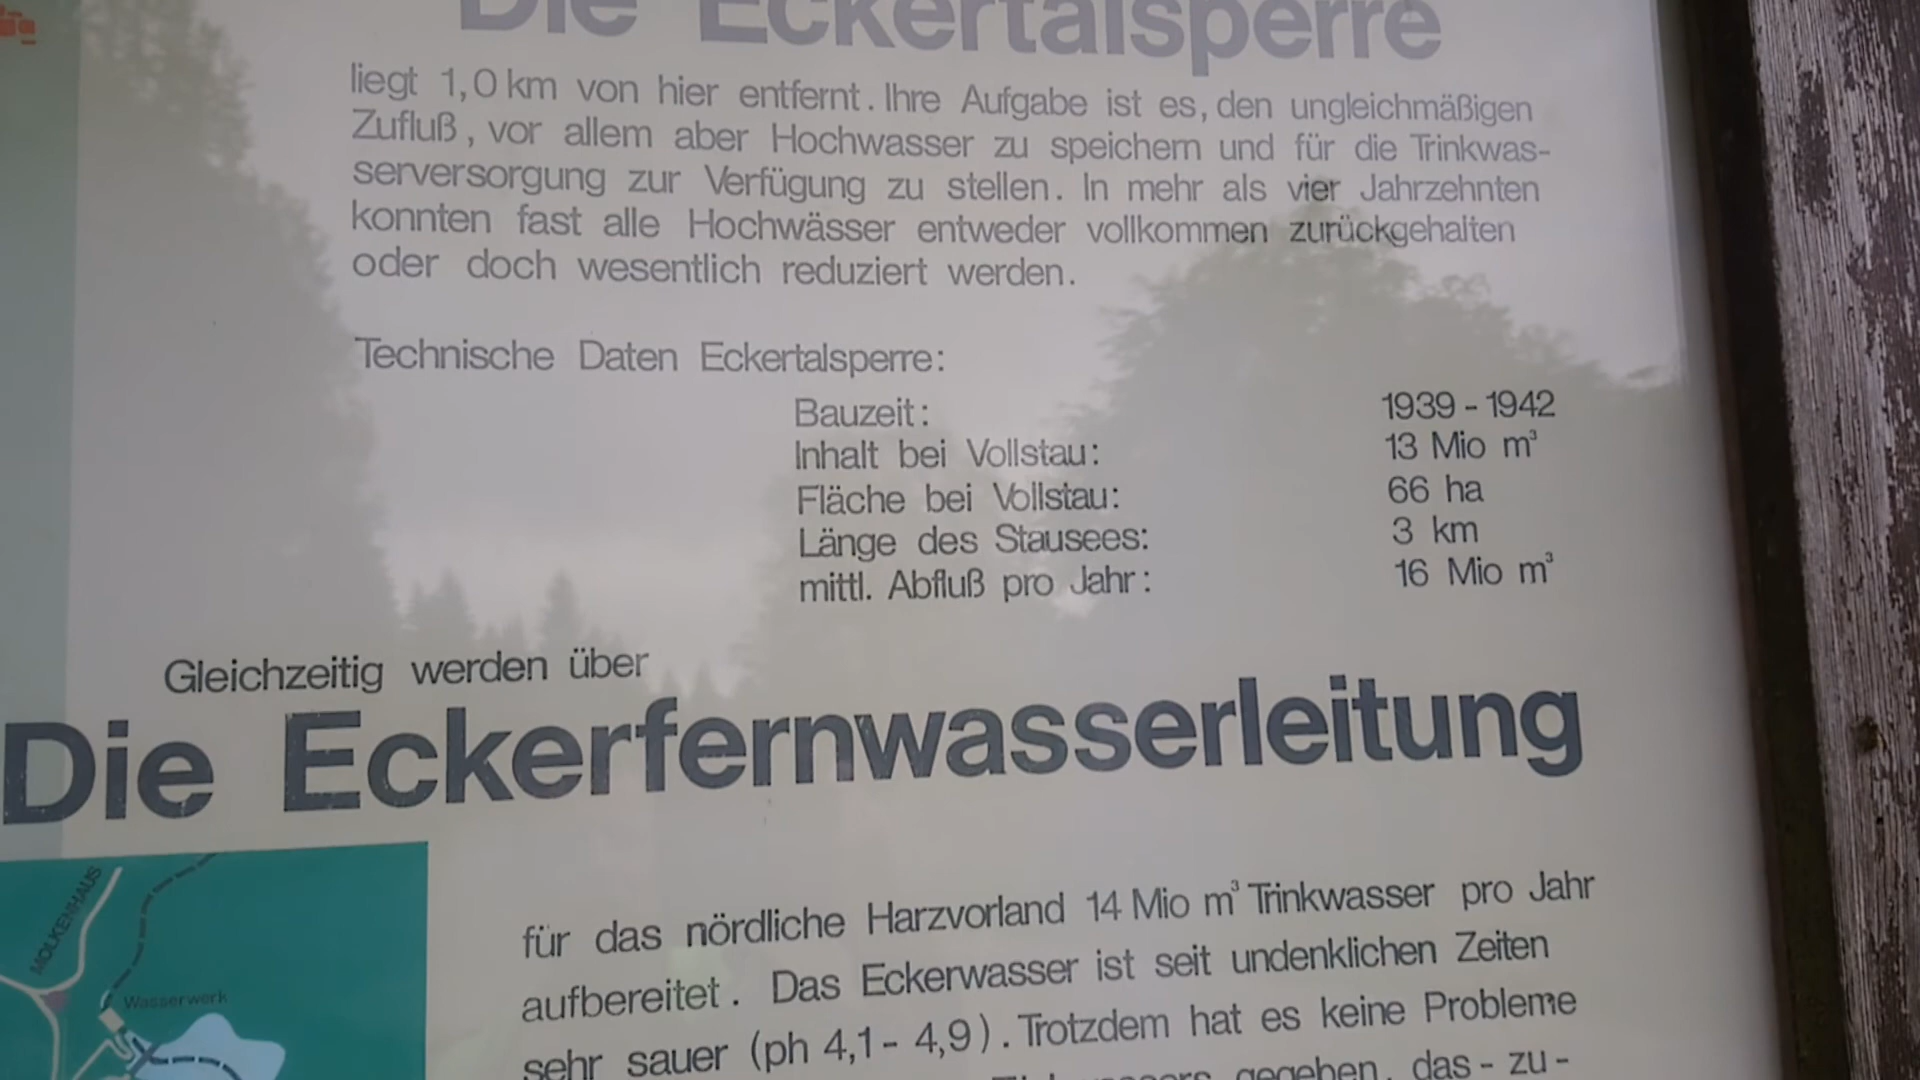 Die Eckertalsperre
liegt 1,0 km von hier entfernt. Ihre Aufgabe ist es, den ungleichmäßigen
Zufluß, vor allem aber Hochwasser zu speichern und für die Trinkwas-
serversorgung zur Verfügung zu stellen. In mehr als vier Jahrzehnten
konnten fast alle Hochwässer entweder vollkommen zurückgehalten
oder doch wesentlich reduziert werden.
Technische Daten Eckertalsperre:
Bauzeit: 1939 - 1942
Inhalt bei Vollstau: 13 Mio m³
Fläche bei Vollstau: 66 ha
Länge des Stausees: 3 km
mittl. Abfluß pro Jahr: 16 Mio m³
Gleichzeitig werden über
Die Eckerfernwasserleitung
für das nördliche Harzvorland 14 Mio m³ Trinkwasser pro Jahr
aufbereitet. Das Eckerwasser ist seit undenklichen Zeiten
sehr sauer (ph 4,1 - 4,9). Trotzdem hat es keine Probleme
gegeben, das - zu -
MOLKENHAUS
Wasserwerk